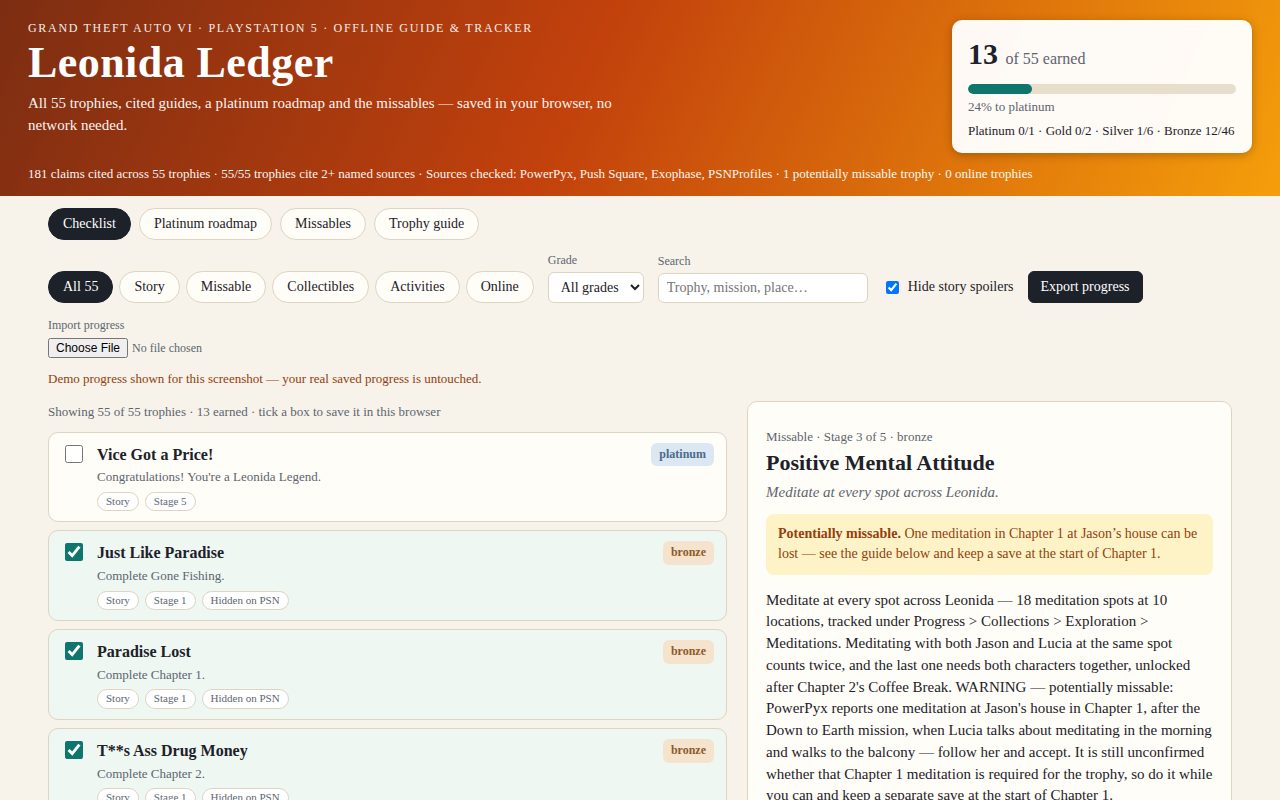 GRAND THEFT AUTO VI · PLAYSTATION 5 · OFFLINE GUIDE & TRACKER
Leonida Ledger
All 55 trophies, cited guides, a platinum roadmap and the missables — saved in your browser, no
network needed.
13 of 55 earned
24% to platinum
Platinum 0/1 · Gold 0/2 · Silver 1/6 · Bronze 12/46
181 claims cited across 55 trophies · 55/55 trophies cite 2+ named sources · Sources checked: PowerPyx, Push Square, Exophase, PSNProfiles · 1 potentially missable trophy · 0 online trophies
Checklist Platinum roadmap Missables Trophy guide
All 55 Story Missable Collectibles Activities Online
Grade
All grades
Search
Trophy, mission, place…
Hide story spoilers
Export progress
Import progress
Choose File No file chosen
Demo progress shown for this screenshot — your real saved progress is untouched.
Showing 55 of 55 trophies · 13 earned · tick a box to save it in this browser
Vice Got a Price!
platinum
Congratulations! You're a Leonida Legend.
Story Stage 5
Just Like Paradise
bronze
Complete Gone Fishing.
Story Stage 1 Hidden on PSN
Paradise Lost
bronze
Complete Chapter 1.
Story Stage 1 Hidden on PSN
T**s Ass Drug Money
bronze
Complete Chapter 2.
Story Stage 1 Hidden on PSN
Missable · Stage 3 of 5 · bronze
Positive Mental Attitude
Meditate at every spot across Leonida.
Potentially missable. One meditation in Chapter 1 at Jason’s house can be
lost — see the guide below and keep a save at the start of Chapter 1.
Meditate at every spot across Leonida — 18 meditation spots at 10
locations, tracked under Progress > Collections > Exploration >
Meditations. Meditating with both Jason and Lucia at the same spot
counts twice, and the last one needs both characters together, unlocked
after Chapter 2's Coffee Break. WARNING — potentially missable:
PowerPyx reports one meditation at Jason's house in Chapter 1, after the
Down to Earth mission, when Lucia talks about meditating in the morning
and walks to the balcony — follow her and accept. It is still unconfirmed
whether that Chapter 1 meditation is required for the trophy, so do it while
you can and keep a separate save at the start of Chapter 1.